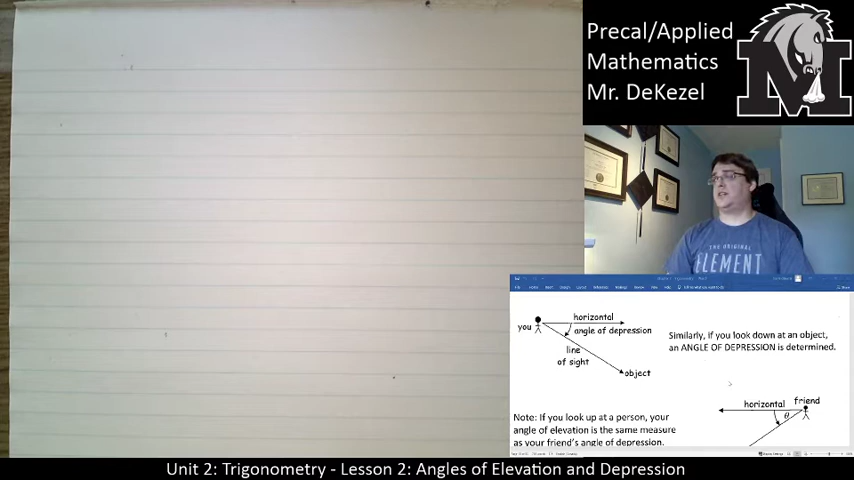 Precal/Applied
Mathematics
Mr. DeKezel
M
THE ORIGINAL
ELEMENT
you
horizontal
angle of depression
line
of sight
object
Similarly, if you look down at an object,
an ANGLE OF DEPRESSION is determined.
horizontal
friend
θ
Note: If you look up at a person, your
angle of elevation is the same measure
as your friend's angle of depression.
Unit 2: Trigonometry - Lesson 2: Angles of Elevation and Depression